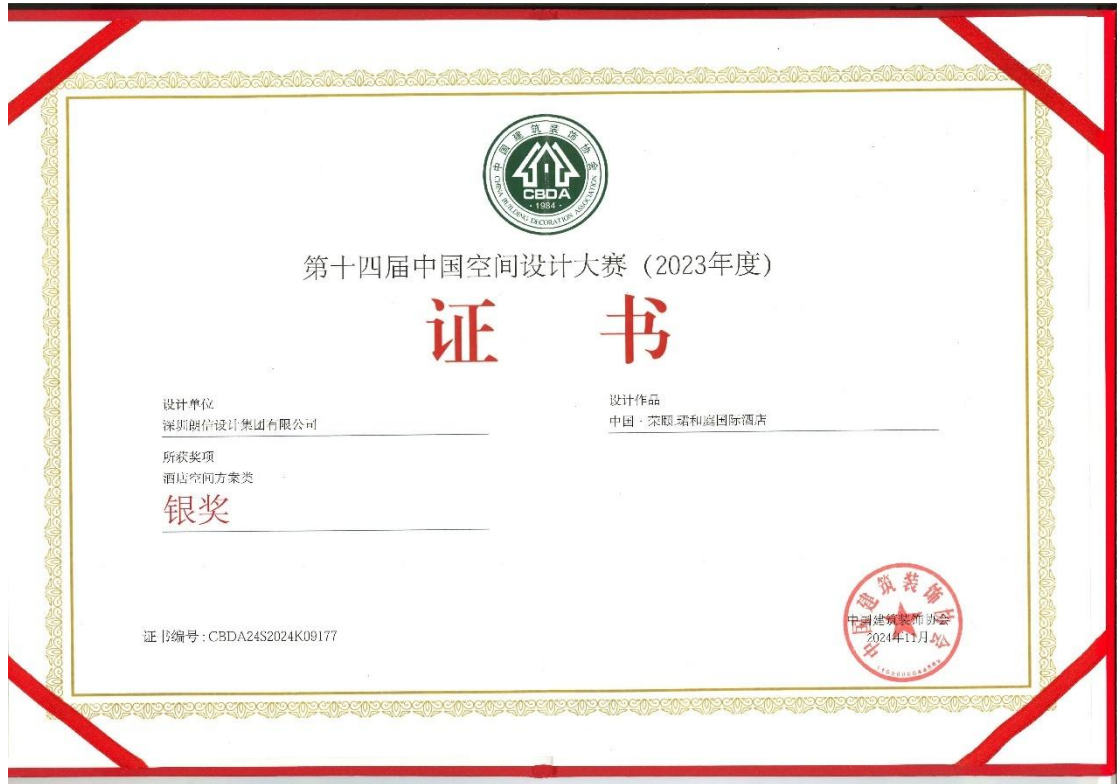 中国建筑装饰协会
CBDA
·1984·
CHINA BUILDING DECORATION ASSOCIATION
第十四届中国空间设计大赛（2023年度）
证 书
设计单位
深圳朗信设计集团有限公司
设计作品
中国·荣颐珺和庭国际酒店
所获奖项
酒店空间方案类
银奖
证书编号：CBDA24S2024K09177
中国建筑装饰协会
中国建筑装饰协会
2024年11月